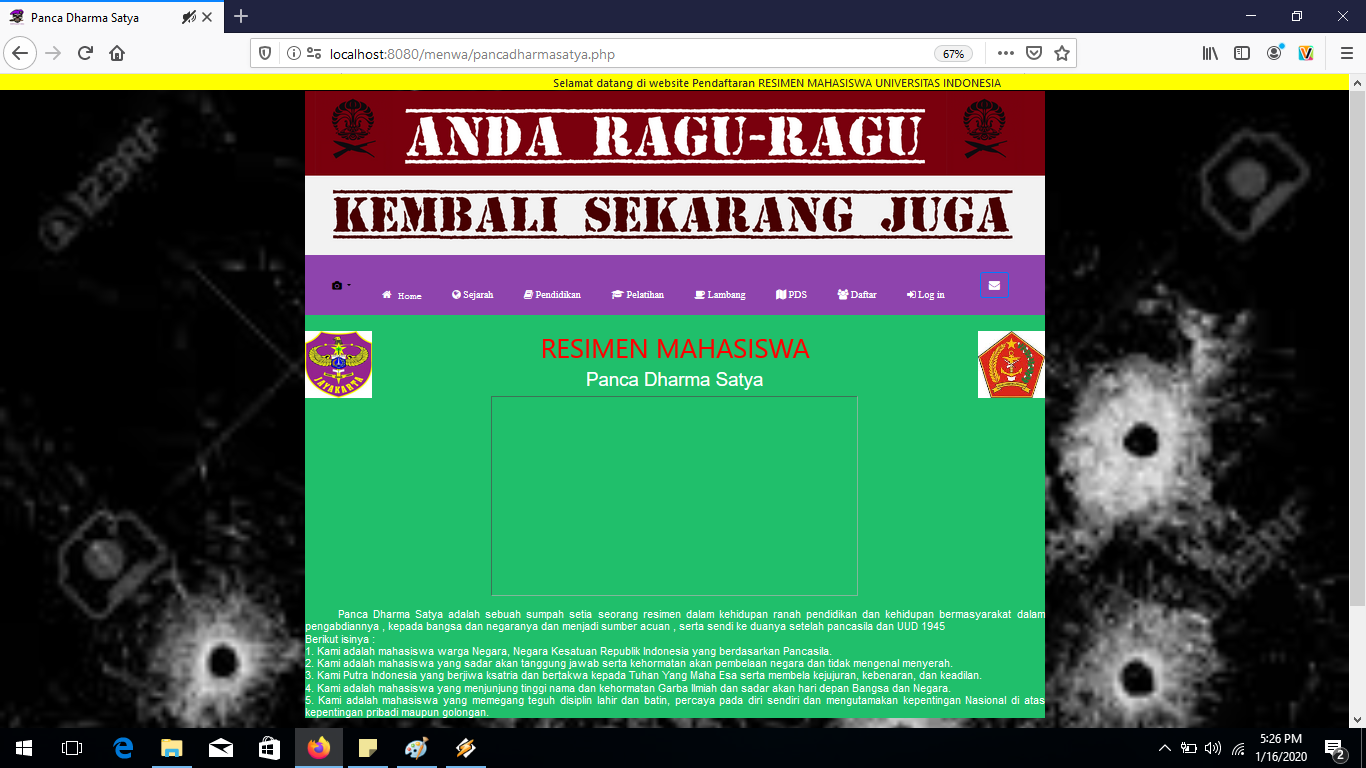 Panca Dharma Satya
localhost:8080/menwa/pancadharmasatya.php
67%
Selamat datang di website Pendaftaran RESIMEN MAHASISWA UNIVERSITAS INDONESIA
©123RF
ANDA RAGU-RAGU
KEMBALI SEKARANG JUGA
Home Sejarah Pendidikan Pelatihan Lambang PDS Daftar Log in
JAYAKARTA
RESIMEN MAHASISWA
Panca Dharma Satya
Panca Dharma Satya adalah sebuah sumpah setia seorang resimen dalam kehidupan ranah pendidikan dan kehidupan bermasyarakat dalam
pengabdiannya , kepada bangsa dan negaranya dan menjadi sumber acuan , serta sendi ke duanya setelah pancasila dan UUD 1945
Berikut isinya :
1. Kami adalah mahasiswa warga Negara, Negara Kesatuan Republik Indonesia yang berdasarkan Pancasila.
2. Kami adalah mahasiswa yang sadar akan tanggung jawab serta kehormatan akan pembelaan negara dan tidak mengenal menyerah.
3. Kami Putra Indonesia yang berjiwa ksatria dan bertakwa kepada Tuhan Yang Maha Esa serta membela kejujuran, kebenaran, dan keadilan.
4. Kami adalah mahasiswa yang menjunjung tinggi nama dan kehormatan Garba Ilmiah dan sadar akan hari depan Bangsa dan Negara.
5. Kami adalah mahasiswa yang memegang teguh disiplin lahir dan batin, percaya pada diri sendiri dan mengutamakan kepentingan Nasional di atas
kepentingan pribadi maupun golongan.
5:26 PM
1/16/2020
2